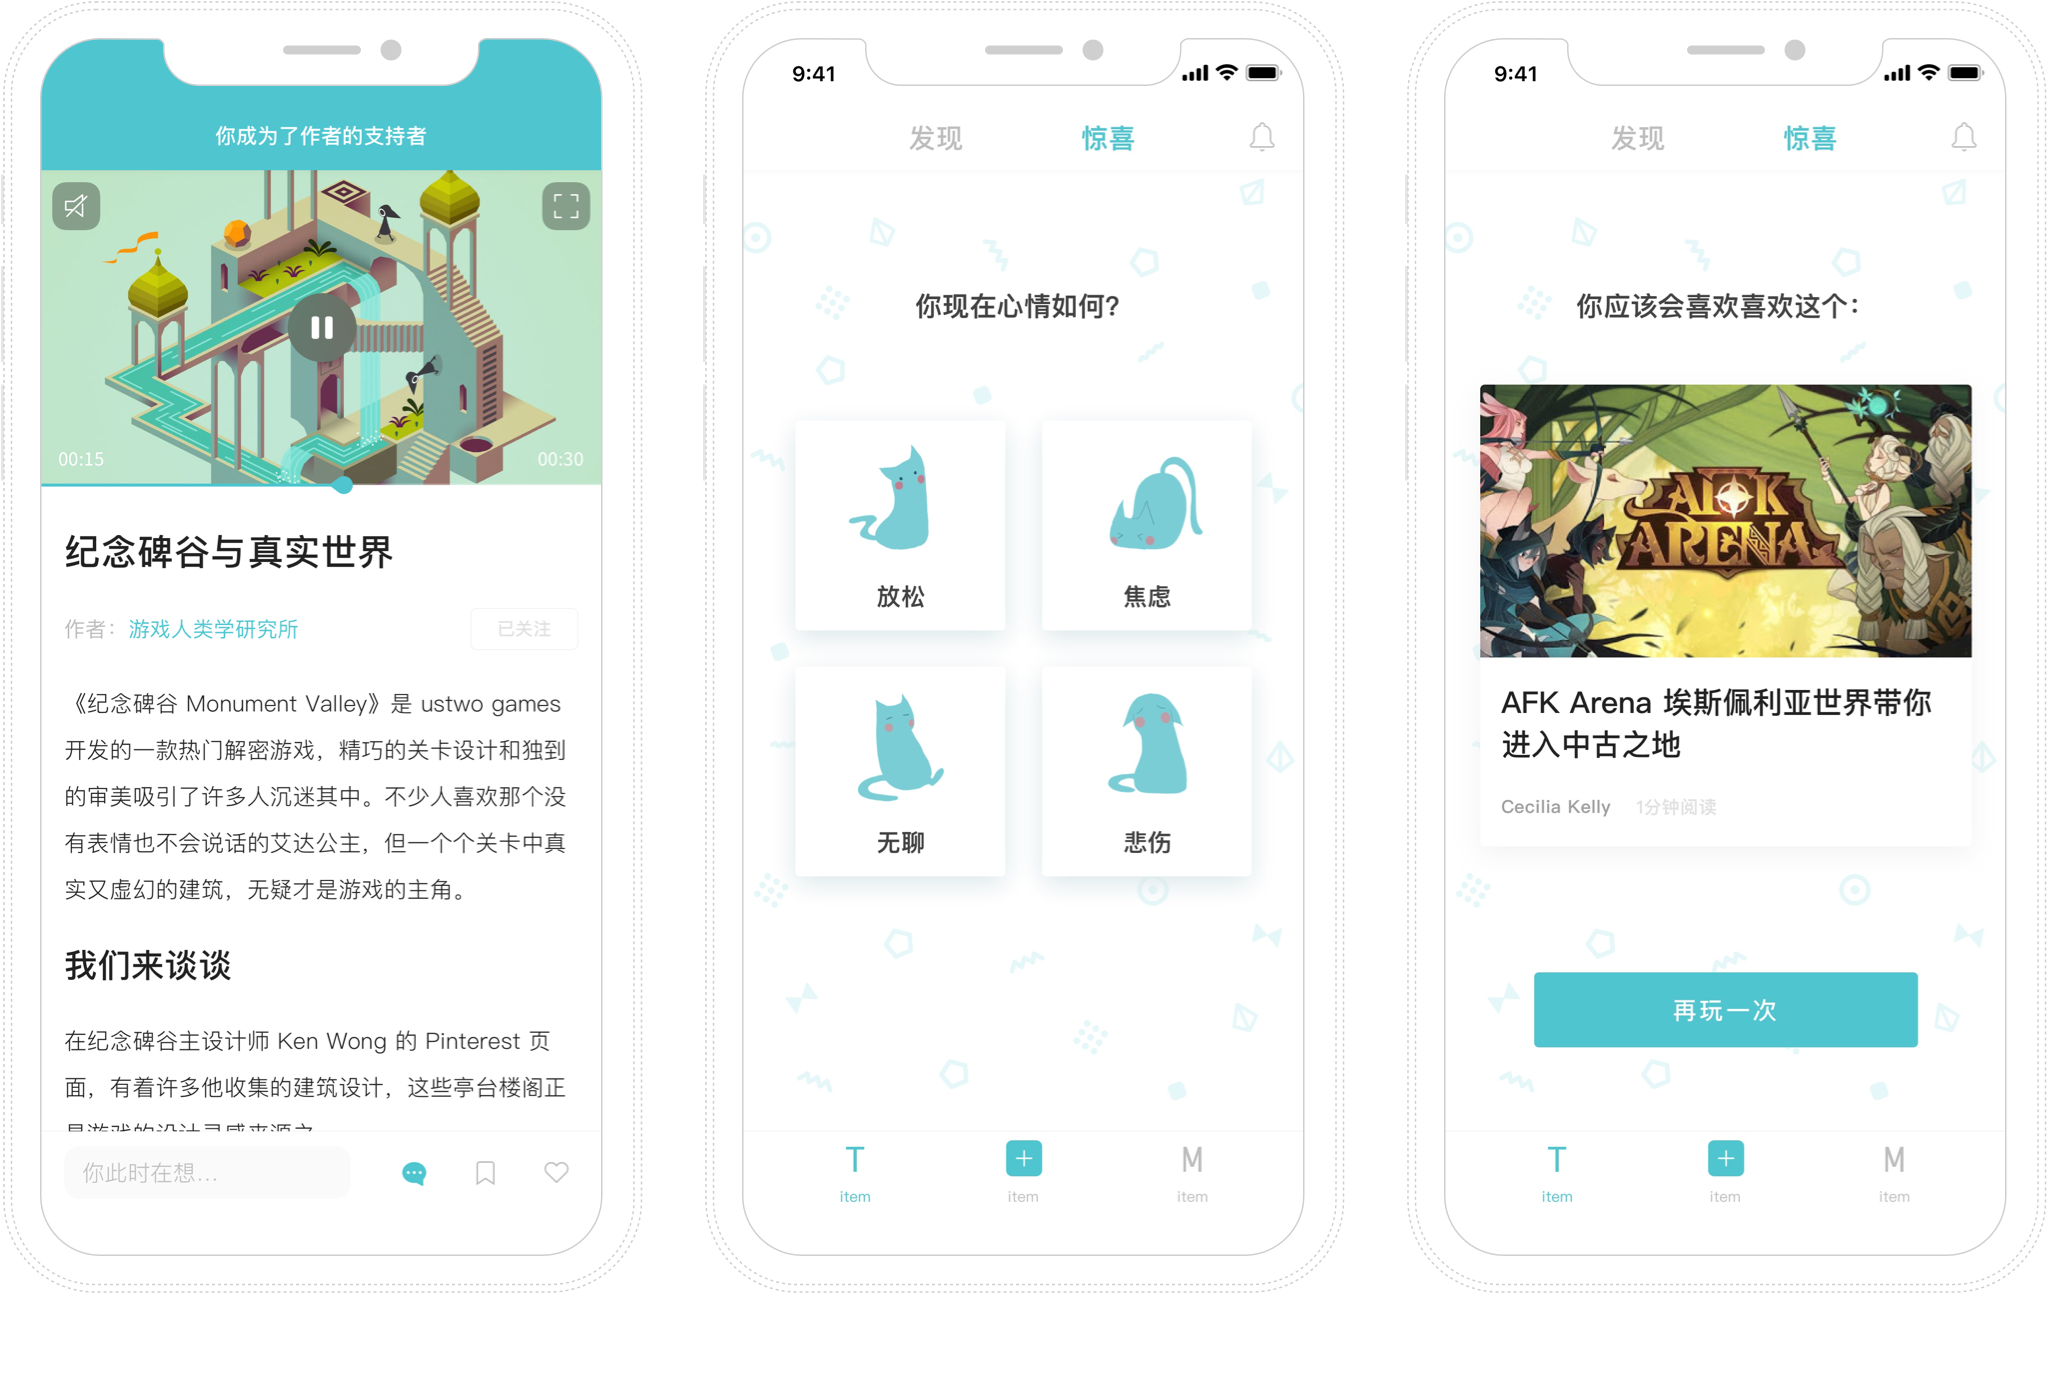 你成为了作者的支持者
00:15
00:30
纪念碑谷与真实世界
作者：游戏人类学研究所
已关注
《纪念碑谷 Monument Valley》是 ustwo games
开发的一款热门解密游戏，精巧的关卡设计和独到
的审美吸引了许多人沉迷其中。不少人喜欢那个没
有表情也不会说话的艾达公主，但一个个关卡中真
实又虚幻的建筑，无疑才是游戏的主角。
我们来谈谈
在纪念碑谷主设计师 Ken Wong 的 Pinterest 页
面，有着许多他收集的建筑设计，这些亭台楼阁正
是游戏的设计灵感来源之
你此时在想...
9:41
发现
惊喜
你现在心情如何？
放松
焦虑
无聊
悲伤
T
item
item
M
item
9:41
发现
惊喜
你应该会喜欢喜欢这个：
AFK
ARENA
AFK Arena 埃斯佩利亚世界带你
进入中古之地
Cecilia Kelly
1分钟阅读
再玩一次
T
item
item
M
item